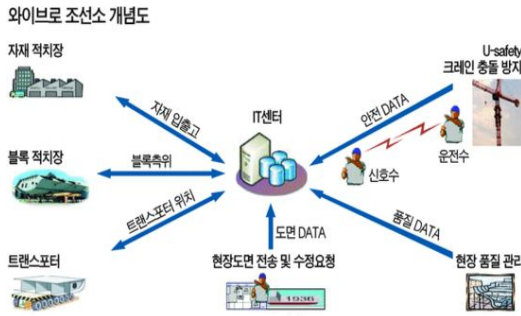 와이브로 조선소 개념도
자재 적치장
U-safety
크레인 충돌 방지
IT센터
자재 입출고
안전 DATA
블록 적치장
블록측위
신호수
운전수
트랜스포터 위치
도면 DATA
품질 DATA
트랜스포터
현장도면 전송 및 수정요청
현장 품질 관리
1936